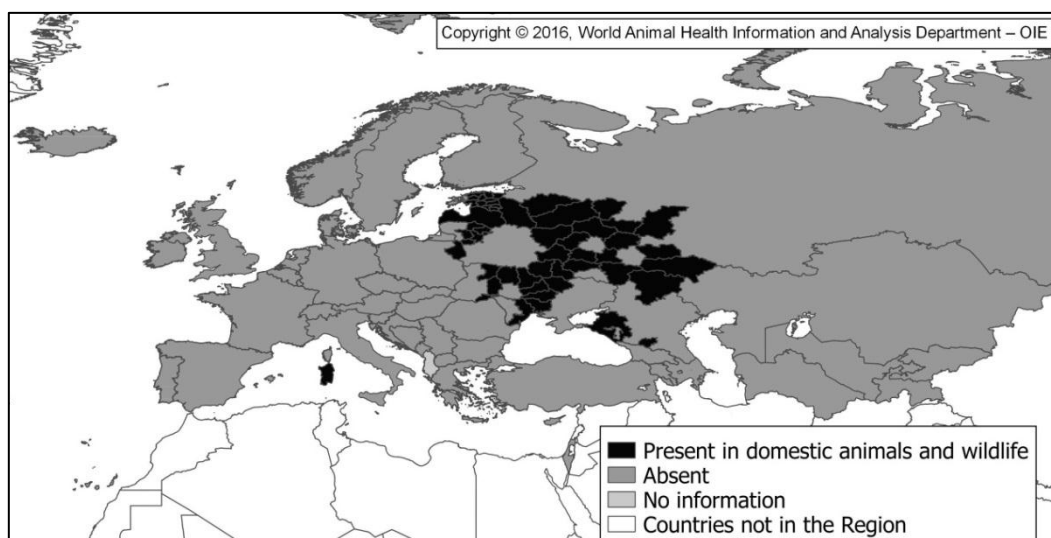 Copyright © 2016, World Animal Health Information and Analysis Department – OIE
Present in domestic animals and wildlife
Absent
No information
Countries not in the Region